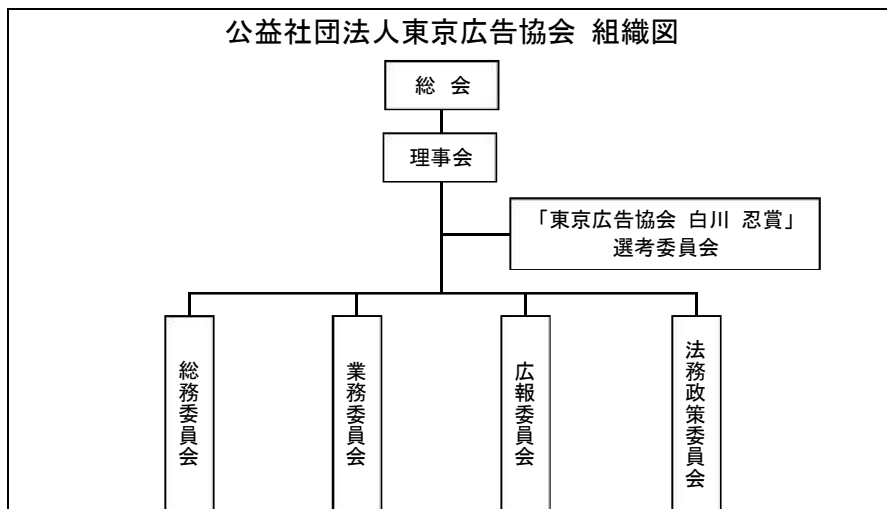 公益社団法人東京広告協会 組織図
総 会
理事会
「東京広告協会 白川 忍賞」
選考委員会
総務委員会
業務委員会
広報委員会
法務政策委員会